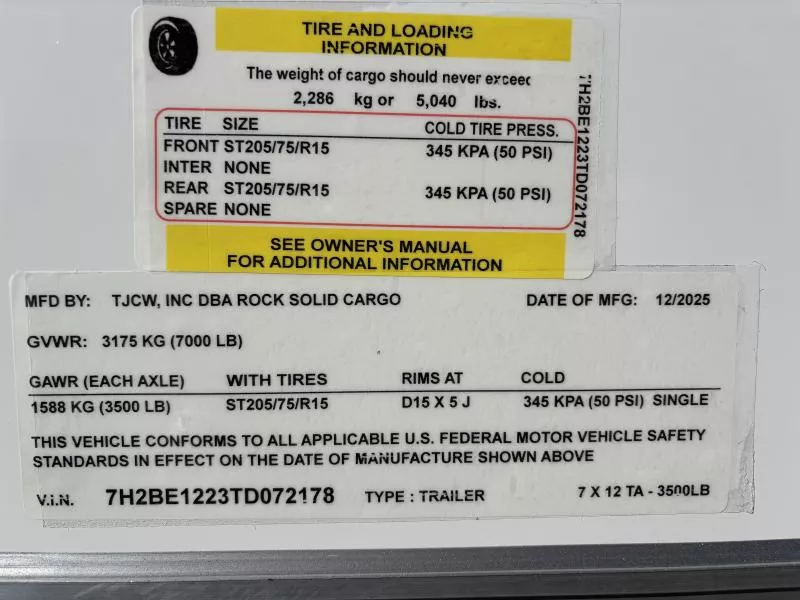 TIRE AND LOADING
INFORMATION
The weight of cargo should never exceed
2,286 kg or 5,040 lbs.
TIRE SIZE COLD TIRE PRESS.
FRONT ST205/75/R15 345 KPA (50 PSI)
INTER NONE
REAR ST205/75/R15 345 KPA (50 PSI)
SPARE NONE
SEE OWNER'S MANUAL
FOR ADDITIONAL INFORMATION
7H2BE1223TD072178
MFD BY: TJCW, INC DBA ROCK SOLID CARGO DATE OF MFG: 12/2025
GVWR: 3175 KG (7000 LB)
GAWR (EACH AXLE) WITH TIRES RIMS AT COLD
1588 KG (3500 LB) ST205/75/R15 D15 X 5 J 345 KPA (50 PSI) SINGLE
THIS VEHICLE CONFORMS TO ALL APPLICABLE U.S. FEDERAL MOTOR VEHICLE SAFETY
STANDARDS IN EFFECT ON THE DATE OF MANUFACTURE SHOWN ABOVE
V.I.N. 7H2BE1223TD072178 TYPE : TRAILER 7 X 12 TA - 3500LB